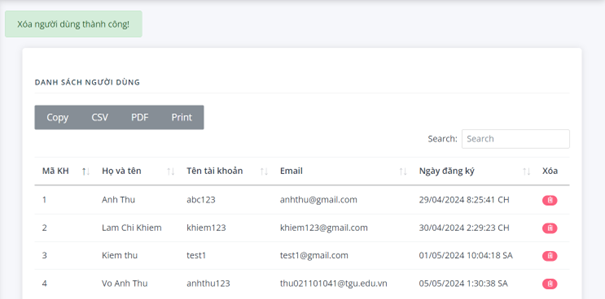 Xóa người dùng thành công!
DANH SÁCH NGƯỜI DÙNG
Copy CSV PDF Print
Search: Search
Mã KH Họ và tên Tên tài khoản Email Ngày đăng ký Xóa
1 Anh Thu abc123 anhthu@gmail.com 29/04/2024 8:25:41 CH
2 Lam Chi Khiem khiem123 khiem123@gmail.com 30/04/2024 2:29:23 CH
3 Kiem thu test1 test1@gmail.com 01/05/2024 10:04:18 SA
4 Vo Anh Thu anhthu123 thu021101041@tgu.edu.vn 05/05/2024 1:30:38 SA